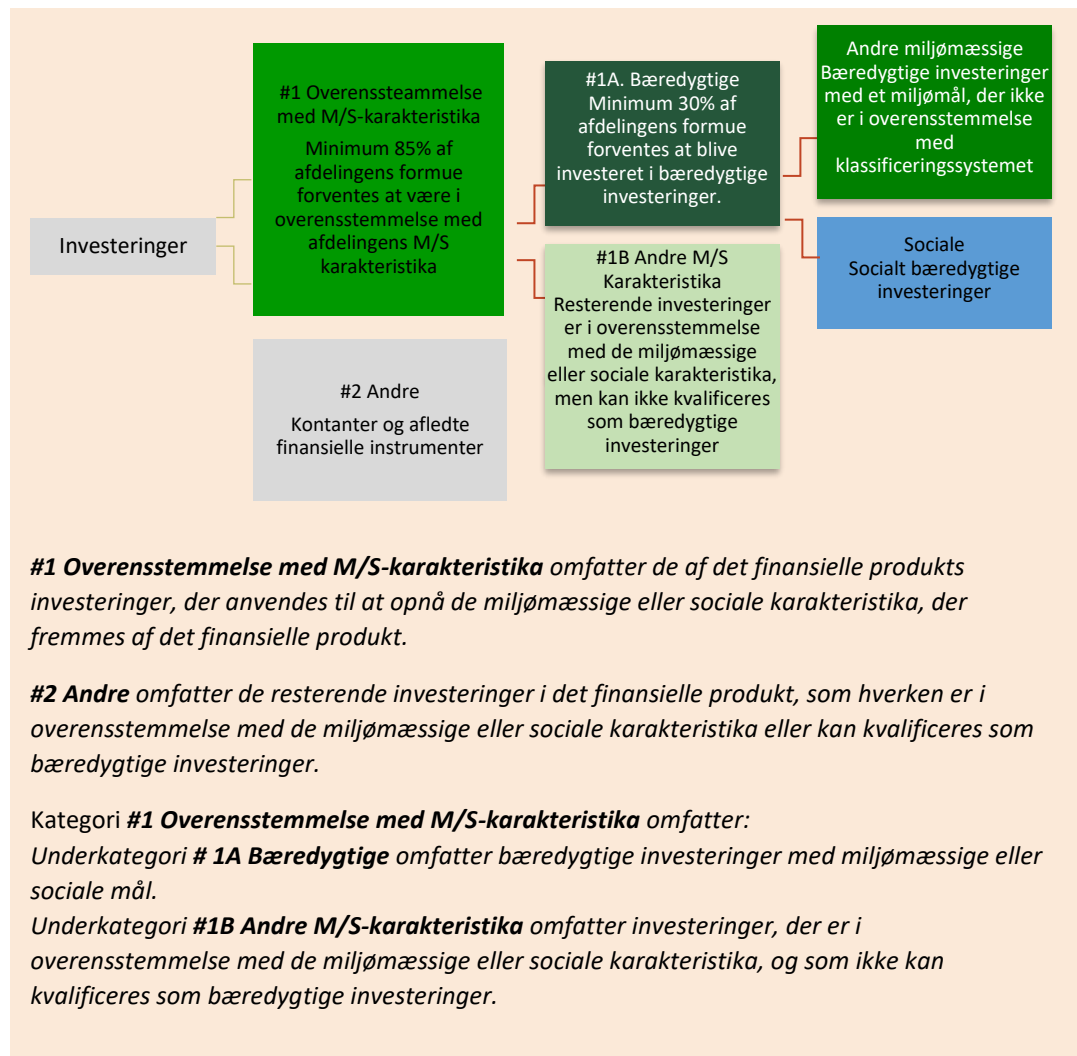 Investeringer
#1 Overenssteammelse
med M/S-karakteristika
Minimum 85% af
afdelingens formue
forventes at være i
overensstemmelse med
afdelingens M/S
karakteristika
#2 Andre
Kontanter og afledte
finansielle instrumenter
#1A. Bæredygtige
Minimum 30% af
afdelingens formue
forventes at blive
investeret i bæredygtige
investeringer.
#1B Andre M/S
Karakteristika
Resterende investeringer
er i overensstemmelse
med de miljømæssige
eller sociale karakteristika,
men kan ikke kvalificeres
som bæredygtige
investeringer
Andre miljømæssige
Bæredygtige investeringer
med et miljømål, der ikke
er i overensstemmelse
med
klassificeringssystemet
Sociale
Socialt bæredygtige
investeringer
#1 Overensstemmelse med M/S-karakteristika omfatter de af det finansielle produkts
investeringer, der anvendes til at opnå de miljømæssige eller sociale karakteristika, der
fremmes af det finansielle produkt.
#2 Andre omfatter de resterende investeringer i det finansielle produkt, som hverken er i
overensstemmelse med de miljømæssige eller sociale karakteristika eller kan kvalificeres som
bæredygtige investeringer.
Kategori #1 Overensstemmelse med M/S-karakteristika omfatter:
Underkategori # 1A Bæredygtige omfatter bæredygtige investeringer med miljømæssige eller
sociale mål.
Underkategori #1B Andre M/S-karakteristika omfatter investeringer, der er i
overensstemmelse med de miljømæssige eller sociale karakteristika, og som ikke kan
kvalificeres som bæredygtige investeringer.